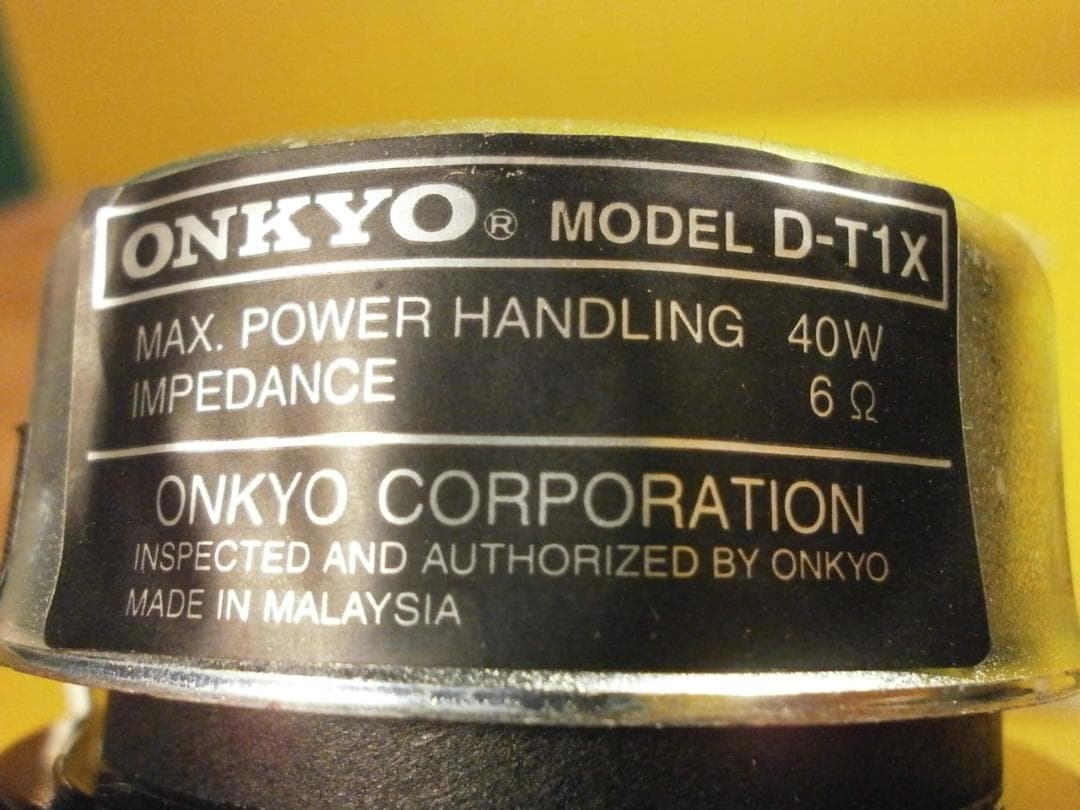 ONKYO® MODEL D-T1X
MAX. POWER HANDLING 40W
IMPEDANCE 6 Ω
ONKYO CORPORATION
INSPECTED AND AUTHORIZED BY ONKYO
MADE IN MALAYSIA